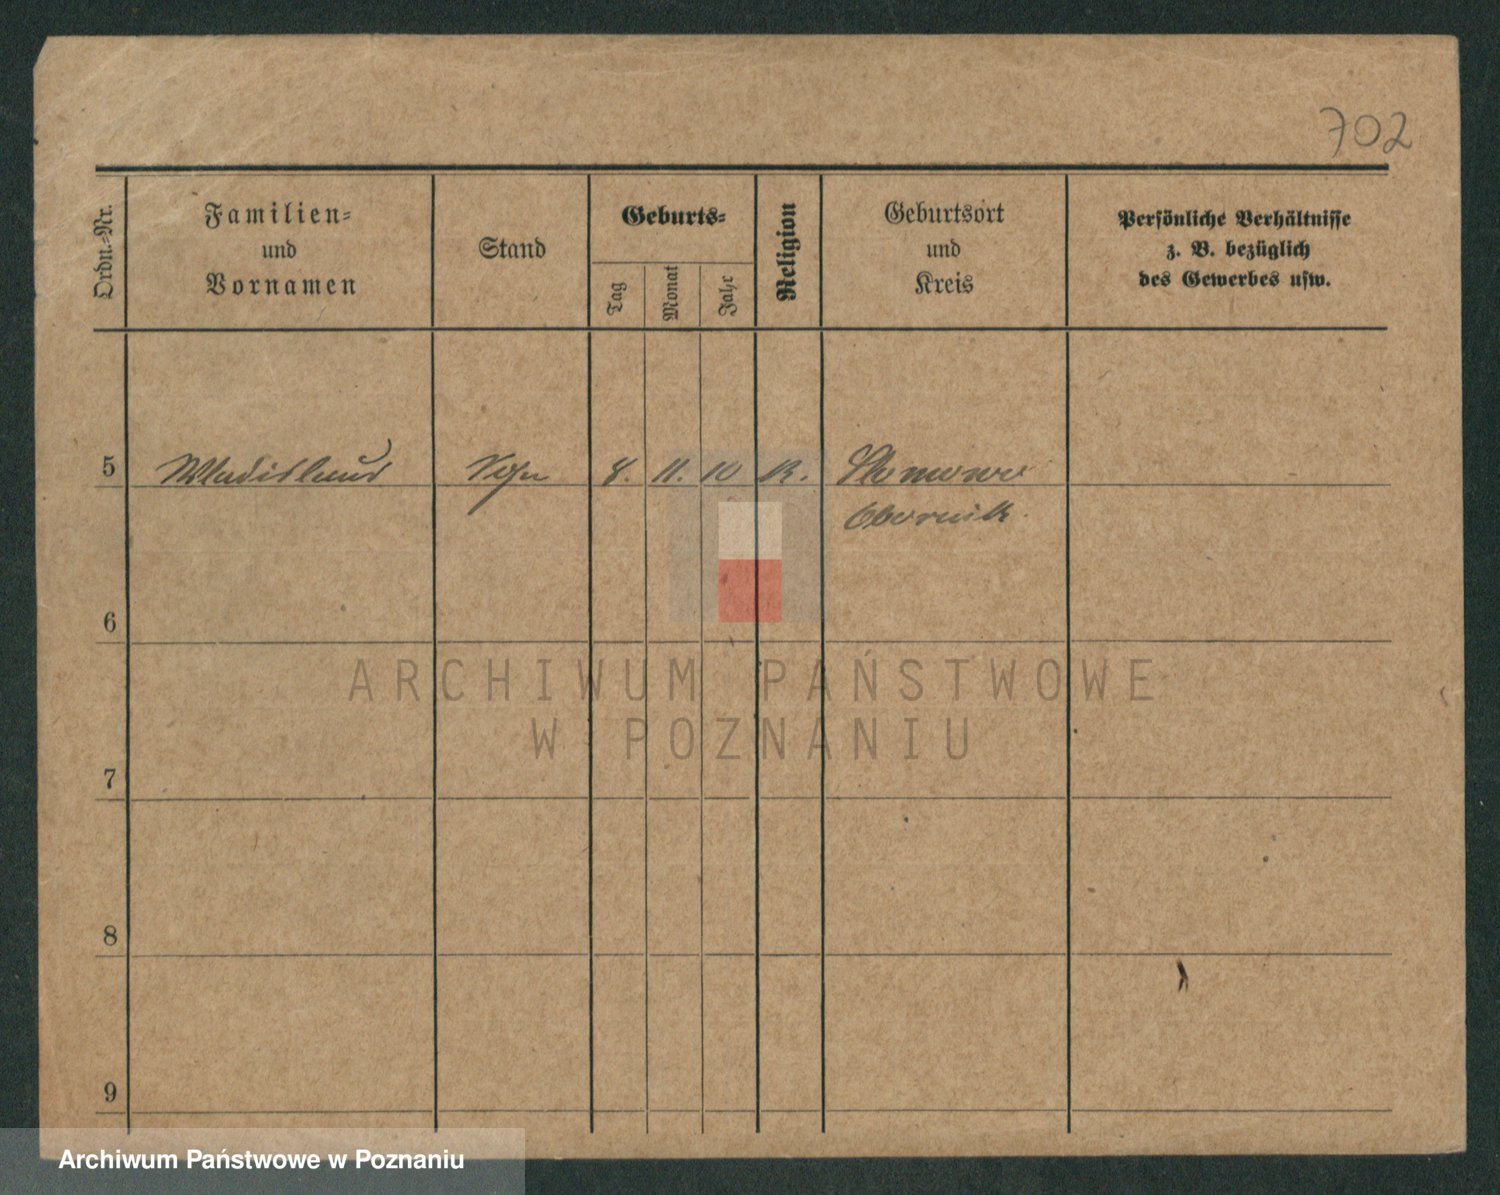 702
Ordn.-Nr.
Familien-
und
Vornamen
Stand
Geburts-
Tag
Monat
Jahr
Religion
Geburtsort
und
Kreis
Persönliche Verhältnisse
z. B. bezüglich
des Gewerbes usw.
5 Wladislaus Sohn 8. 11. 10 K. Slomowo
Obornik
6
ARCHIWUM PAŃSTWOWE
W POZNANIU
7
8
9
Archiwum Państwowe w Poznaniu